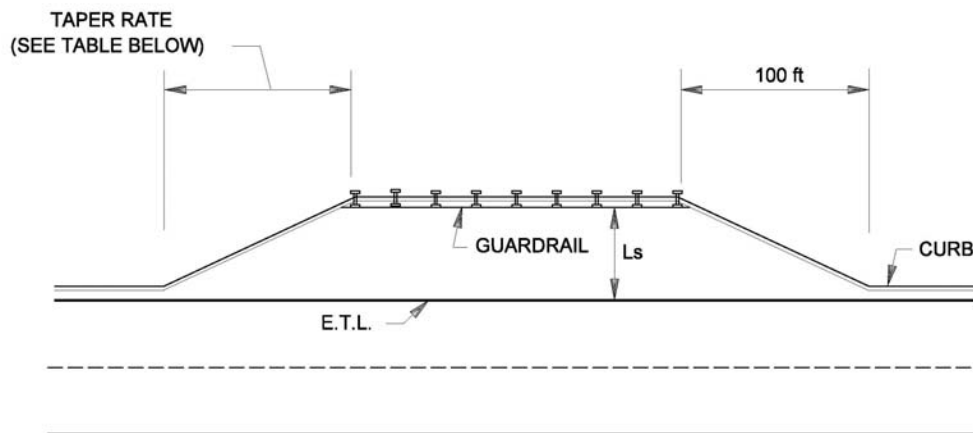 TAPER RATE
(SEE TABLE BELOW)
100 ft
GUARDRAIL
Ls
CURB
E.T.L.